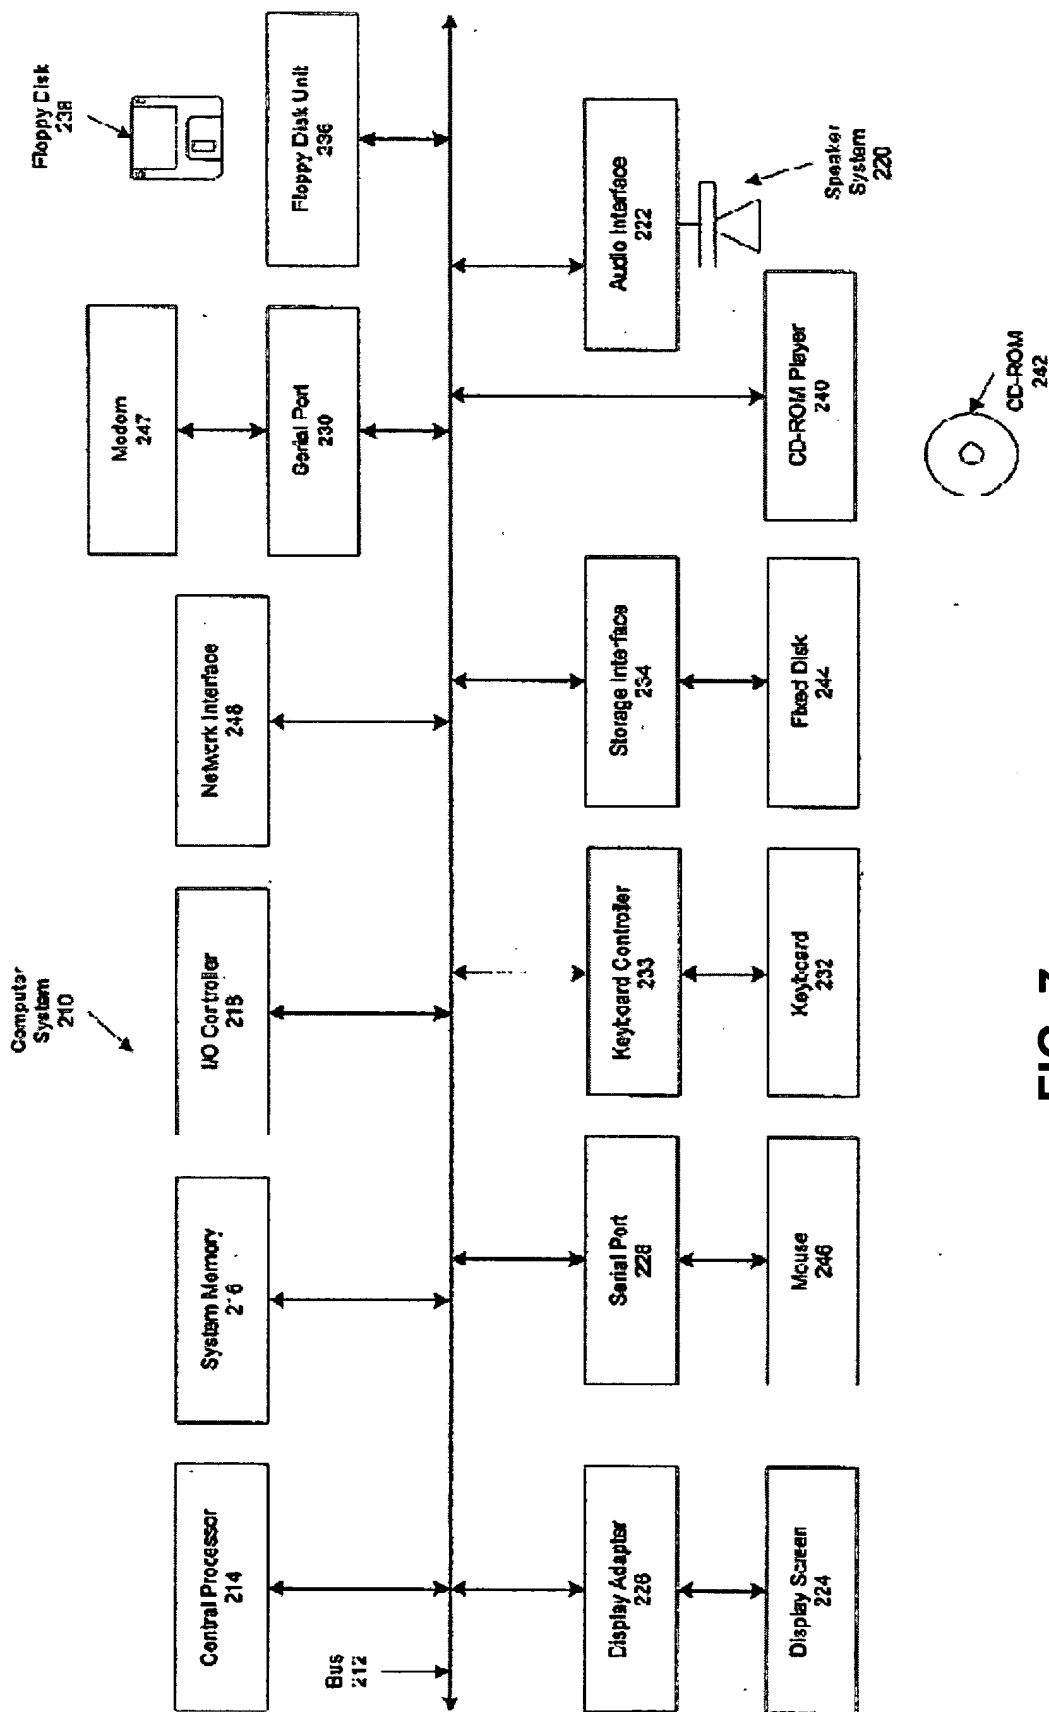 Computer
System
210
Floppy Disk
238
Modem
247
Central Processor
214
System Memory
216
I/O Controller
218
Network Interface
248
Serial Port
230
Floppy Disk Unit
236
Bus
212
Display Adapter
226
Serial Port
228
Keyboard Controller
233
Storage Interface
234
Audio Interface
222
Display Screen
224
Mouse
246
Keyboard
232
Fixed Disk
244
CD-ROM Player
240
Speaker
System
220
CD-ROM
242
FIG. 7